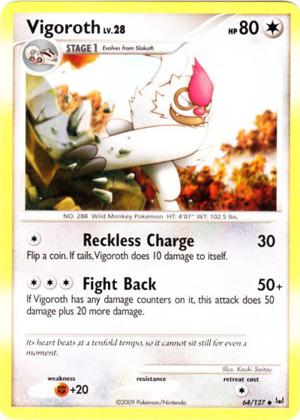 Vigoroth LV.28 HP 80
STAGE 1 Evolves from Slakoth
NO. 288 Wild Monkey Pokémon HT: 4'07" WT: 102.5 lbs.
Reckless Charge 30
Flip a coin. If tails, Vigoroth does 10 damage to itself.
Fight Back 50+
If Vigoroth has any damage counters on it, this attack does 50
damage plus 20 more damage.
Its heart beats at a tenfold tempo, so it cannot sit still for even a
moment.
Illus. Kouki Saitou
weakness resistance retreat cost
+20
©2009 Pokémon/Nintendo 64/127